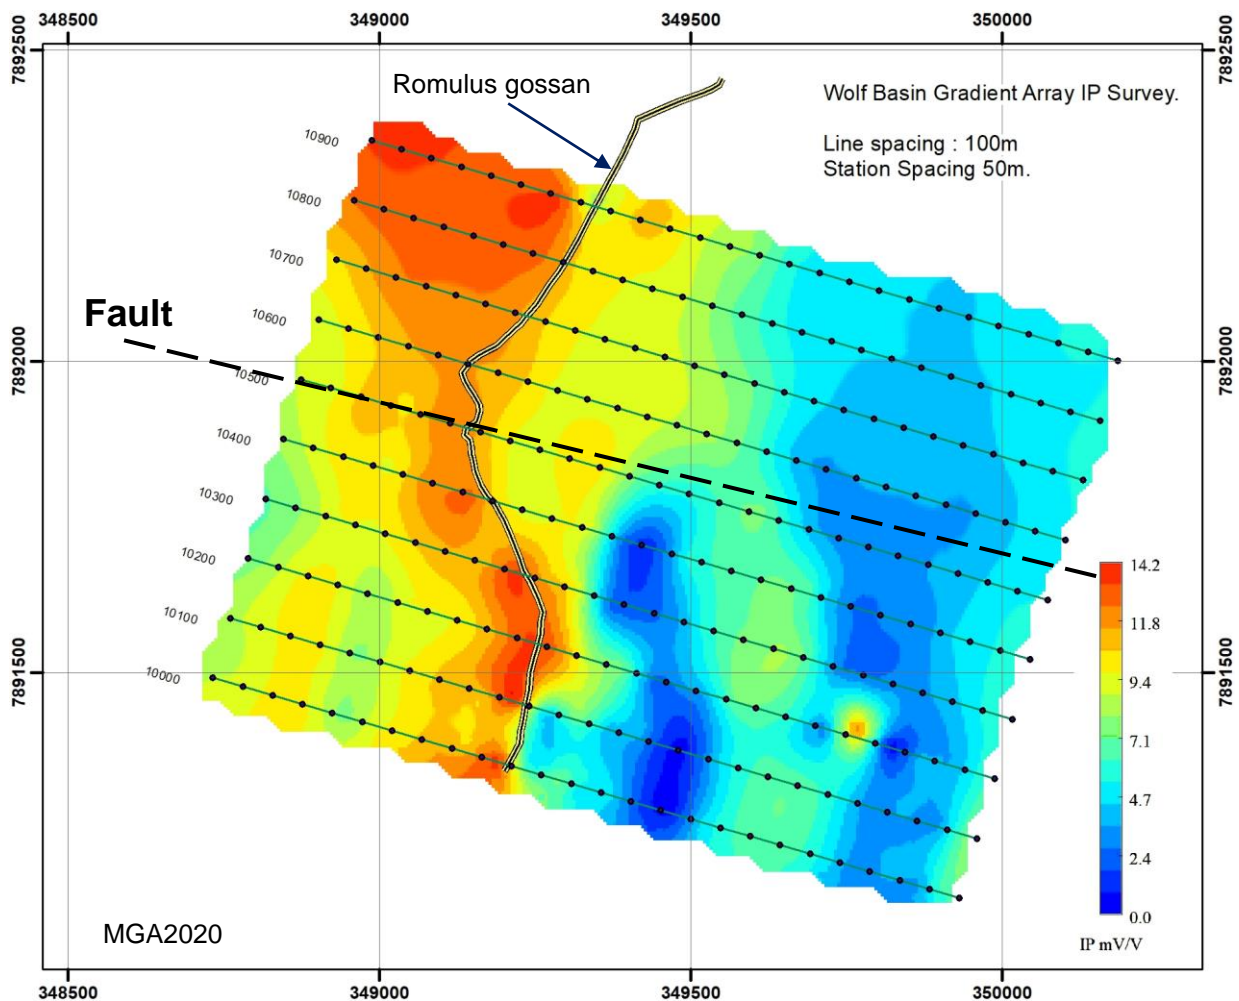 348500 349000 349500 350000
7892500 7892500
Romulus gossan
Wolf Basin Gradient Array IP Survey.
Line spacing : 100m
Station Spacing 50m.
10900
10800
10700
10600
Fault
7892000 7892000
10500
10400
10300
10200
10100
10000
7891500 7891500
14.2
11.8
9.4
7.1
4.7
2.4
0.0
IP mV/V
MGA2020
348500 349000 349500 350000